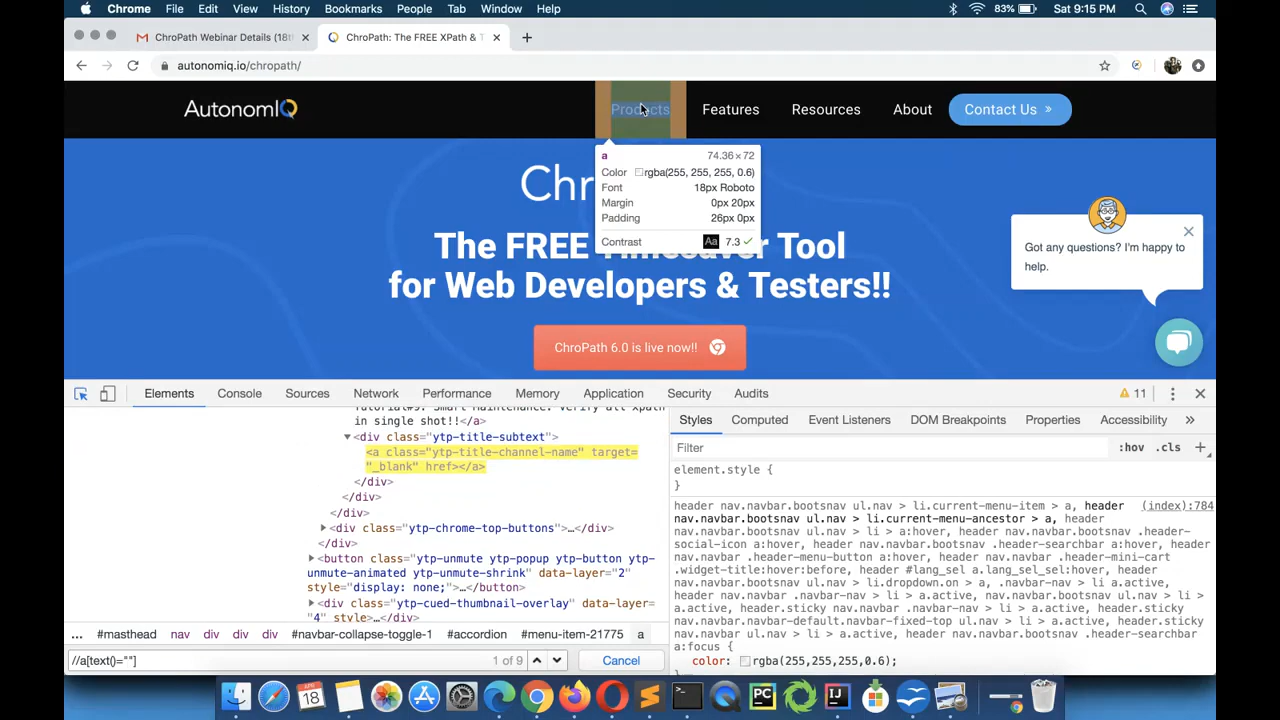 Chrome File Edit View History Bookmarks People Tab Window Help 83% Sat 9:15 PM
ChroPath Webinar Details (18th × ChroPath: The FREE XPath & T × +
autonomiq.io/chropath/
AutonomIQ Products Features Resources About Contact Us »
a 74.36×72
Color rgba(255, 255, 255, 0.6)
Font 18px Roboto
Margin 0px 20px
Padding 26px 0px
Contrast Aa 7.3 ✓
Chr
The FREE Timesaver Tool
for Web Developers & Testers!!
ChroPath 6.0 is live now!!
Got any questions? I'm happy to
help.
Elements Console Sources Network Performance Memory Application Security Audits 11
Tutorial#9: Smart Maintenance: Verify all xpath
in single shot!!</a>
▼<div class="ytp-title-subtext">
<a class="ytp-title-channel-name" target=
"_blank" href></a>
</div>
</div>
</div>
▶<div class="ytp-chrome-top-buttons">…</div>
</div>
▶<button class="ytp-unmute ytp-popup ytp-button ytp-
unmute-animated ytp-unmute-shrink" data-layer="2"
style="display: none;">…</button>
▶<div class="ytp-cued-thumbnail-overlay" data-layer=
"4" style>…</div>
... #masthead nav div div div #navbar-collapse-toggle-1 #accordion #menu-item-21775 a
//a[text()=""] 1 of 9 Cancel
Styles Computed Event Listeners DOM Breakpoints Properties Accessibility »
Filter :hov .cls +
element.style {
}
header nav.navbar.bootsnav ul.nav > li.current-menu-item > a, header (index):784
nav.navbar.bootsnav ul.nav > li.current-menu-ancestor > a, header
nav.navbar.bootsnav ul.nav > li > a:hover, header nav.navbar.bootsnav .header-
social-icon a:hover, header nav.navbar.bootsnav .header-searchbar a:hover, header
nav.navbar .header-menu-button a:hover, header nav.navbar .header-mini-cart
.widget-title:hover:before, header #lang_sel a.lang_sel_sel:hover, header
nav.navbar.bootsnav ul.nav > li.dropdown.on > a, .navbar-nav > li a.active,
header nav.navbar .navbar-nav > li > a.active, header nav.navbar.bootsnav ul.nav > li >
a.active, header.sticky nav.navbar .navbar-nav > li > a.active, header.sticky
nav.navbar.navbar-default.navbar-fixed-top ul.nav > li > a.active, header.sticky
nav.navbar ul.nav > li > a.active, header nav.navbar.bootsnav .header-searchbar
a:focus {
color: rgba(255,255,255,0.6);
APR
18
PC
IJ